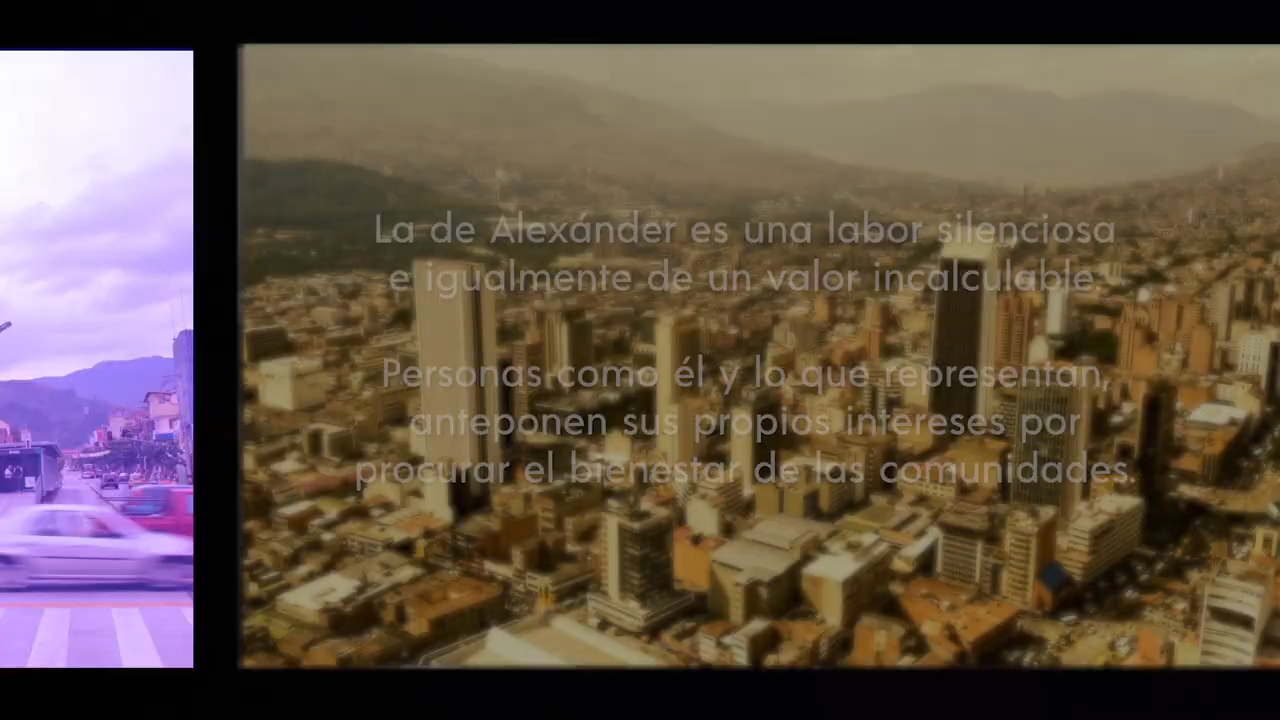 La de Alexánder es una labor silenciosa
e igualmente de un valor incalculable
Personas como él y lo que representan,
anteponen sus propios intereses por
procurar el bienestar de las comunidades